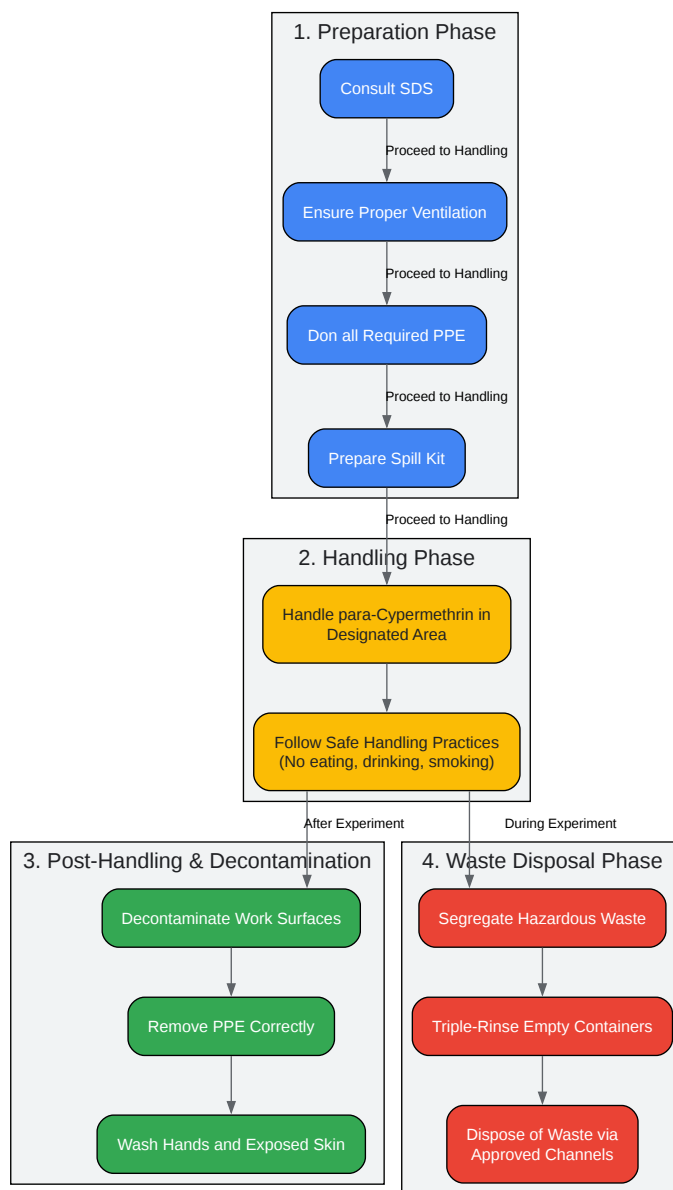 1. Preparation Phase
Consult SDS
Proceed to Handling
Ensure Proper Ventilation
Proceed to Handling
Don all Required PPE
Proceed to Handling
Prepare Spill Kit
Proceed to Handling
2. Handling Phase
Handle para-Cypermethrin in
Designated Area
Follow Safe Handling Practices
(No eating, drinking, smoking)
After Experiment
During Experiment
3. Post-Handling & Decontamination
Decontaminate Work Surfaces
Remove PPE Correctly
Wash Hands and Exposed Skin
4. Waste Disposal Phase
Segregate Hazardous Waste
Triple-Rinse Empty Containers
Dispose of Waste via
Approved Channels